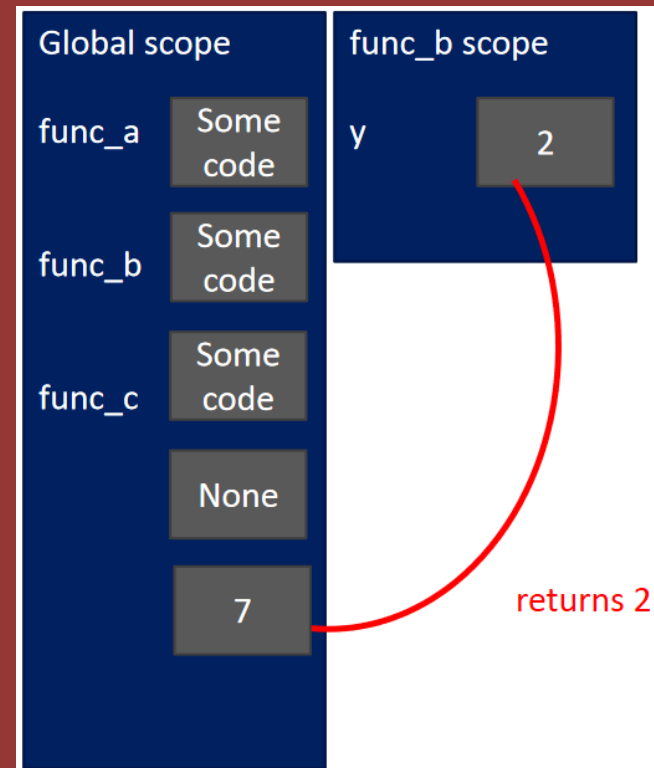 Global scope
func_a
Some
code
func_b
Some
code
func_c
Some
code
None
7
func_b scope
y
2
returns 2